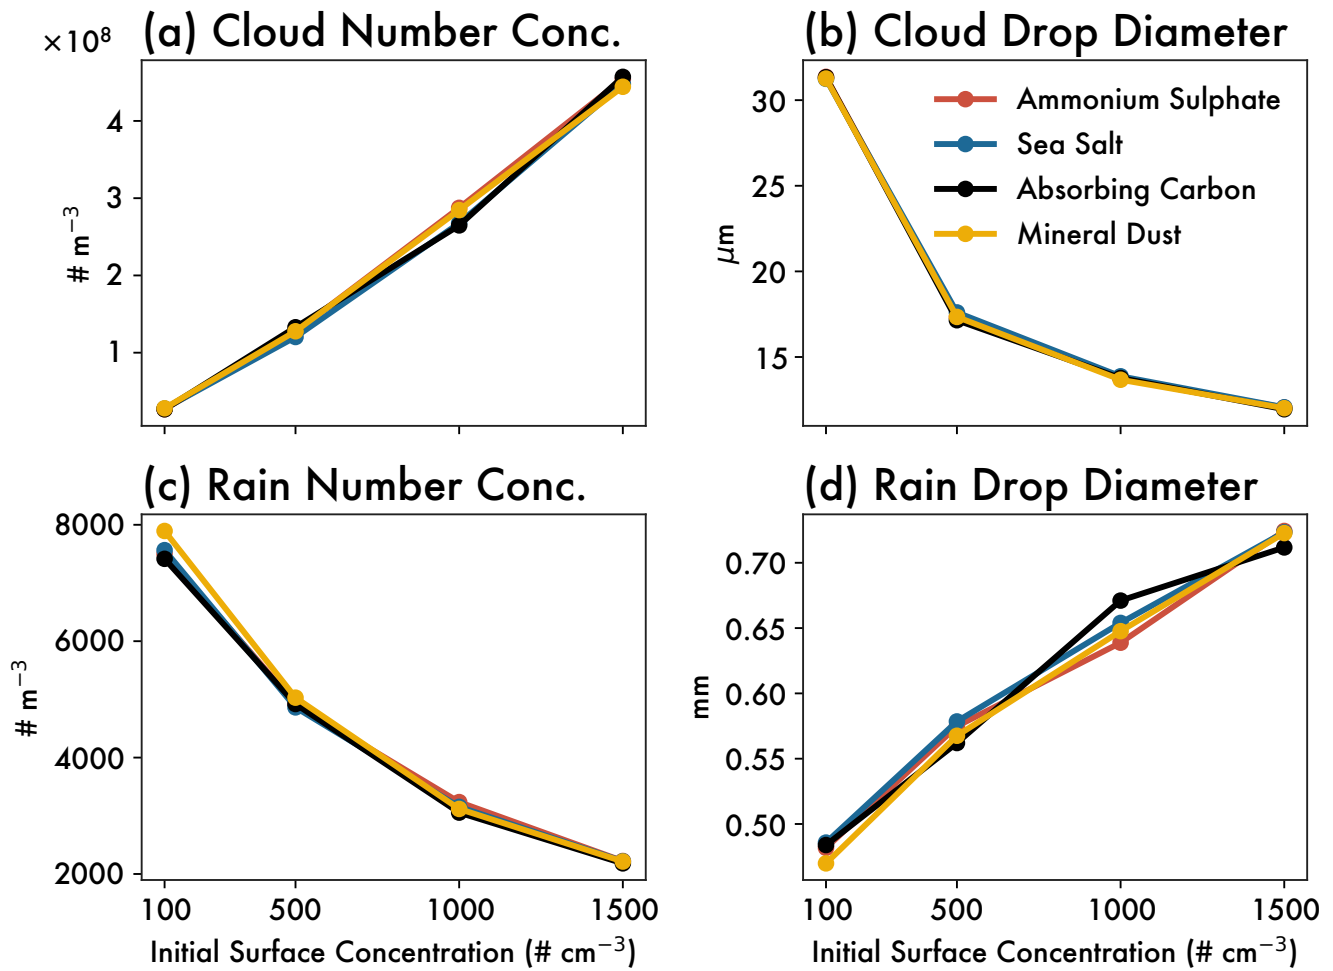 (a) Cloud Number Conc.
×10⁸
4
3
2
1
# m⁻³
(b) Cloud Drop Diameter
30
25
20
15
μm
Ammonium Sulphate
Sea Salt
Absorbing Carbon
Mineral Dust
(c) Rain Number Conc.
8000
6000
4000
2000
# m⁻³
100 500 1000 1500
Initial Surface Concentration (# cm⁻³)
(d) Rain Drop Diameter
0.70
0.65
0.60
0.55
0.50
mm
100 500 1000 1500
Initial Surface Concentration (# cm⁻³)